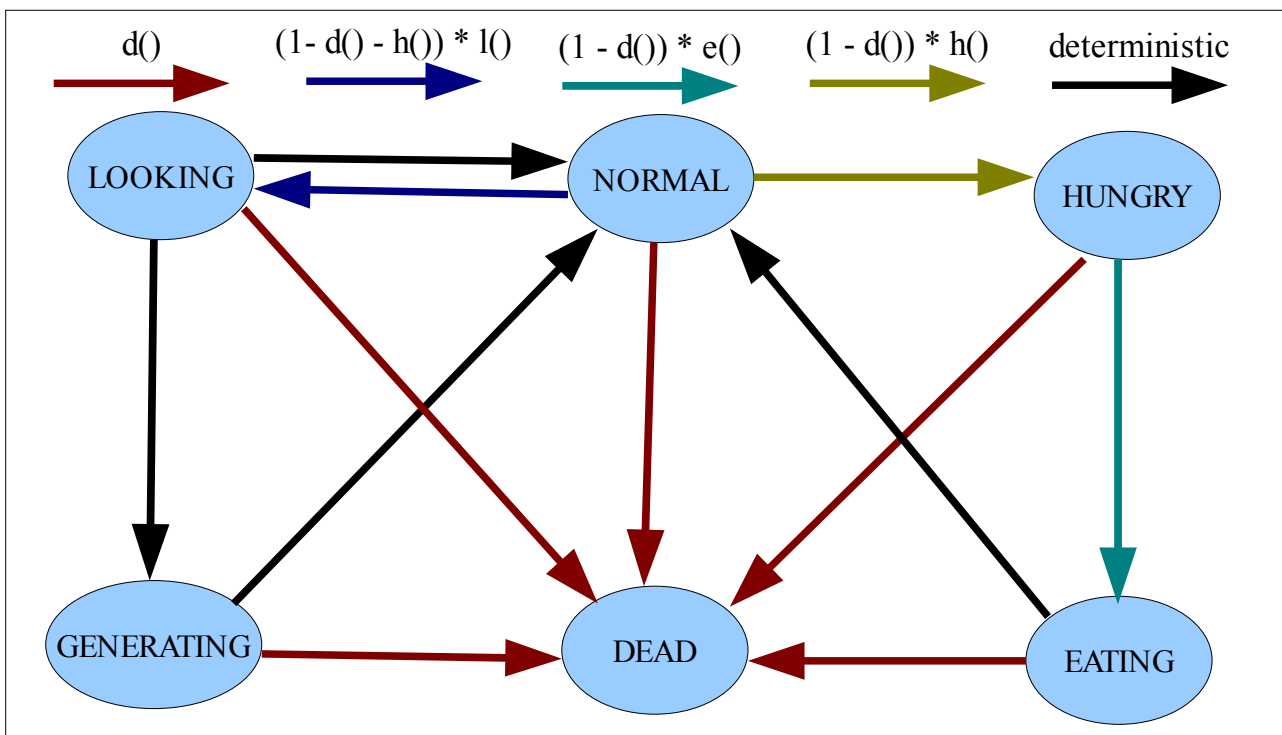 d() (1- d() - h()) * l() (1 - d()) * e() (1 - d()) * h() deterministic
LOOKING NORMAL HUNGRY
GENERATING DEAD EATING